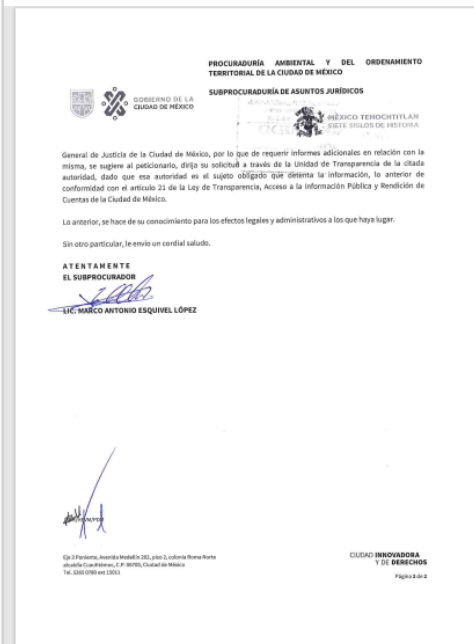 PROCURADURÍA AMBIENTAL Y DEL ORDENAMIENTO
TERRITORIAL DE LA CIUDAD DE MÉXICO
SUBPROCURADURÍA DE ASUNTOS JURÍDICOS
GOBIERNO DE LA
CIUDAD DE MÉXICO
MÉXICO TENOCHTITLAN
SIETE SIGLOS DE HISTORIA
General de Justicia de la Ciudad de México, por lo que de requerir informes adicionales en relación con la
misma, se sugiere al peticionario, dirija su solicitud a través de la Unidad de Transparencia de la citada
autoridad, dado que esa autoridad es el sujeto obligado que detenta la información, lo anterior de
conformidad con el artículo 21 de la Ley de Transparencia, Acceso a la Información Pública y Rendición de
Cuentas de la Ciudad de México.
Lo anterior, se hace de su conocimiento para los efectos legales y administrativos a los que haya lugar.
Sin otro particular, le envío un cordial saludo.
A T E N T A M E N T E
EL SUBPROCURADOR
LIC. MARCO ANTONIO ESQUIVEL LÓPEZ
Eje 3 Poniente, Avenida Medellín 202, piso 2, colonia Roma Norte
alcaldía Cuauhtémoc, C.P. 06700, Ciudad de México
Tel. 5265 0780 ext 15011
CIUDAD INNOVADORA
Y DE DERECHOS
Página 2 de 2